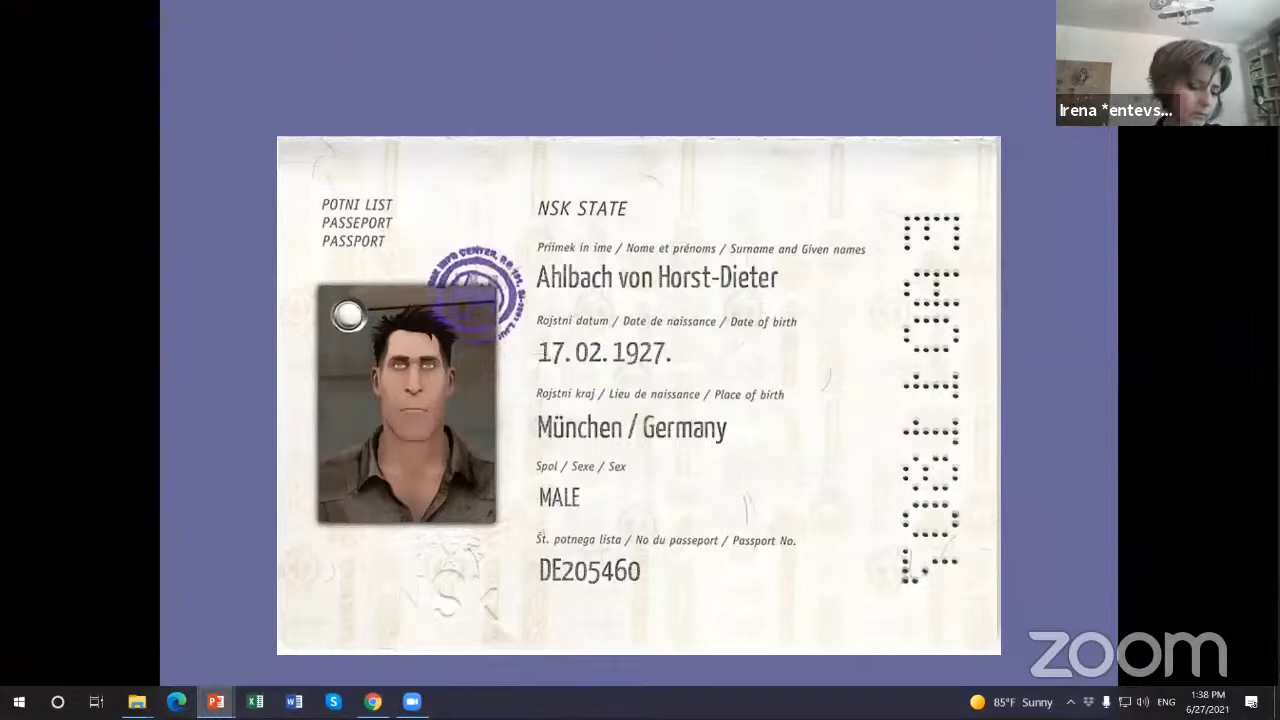 Irena *entevs...
POTNI LIST
PASSEPORT
PASSPORT
NSK STATE
Priimek in ime / Nome et prénoms / Surname and Given names
Ahlbach von Horst-Dieter
Rojstni datum / Date de naissance / Date of birth
17. 02. 1927.
Rojstni kraj / Lieu de naissance / Place of birth
München / Germany
Spol / Sexe / Sex
MALE
Št. potnega lista / No du passeport / Passport No.
DE205460
zoom
85°F Sunny
ENG
1:38 PM
6/27/2021